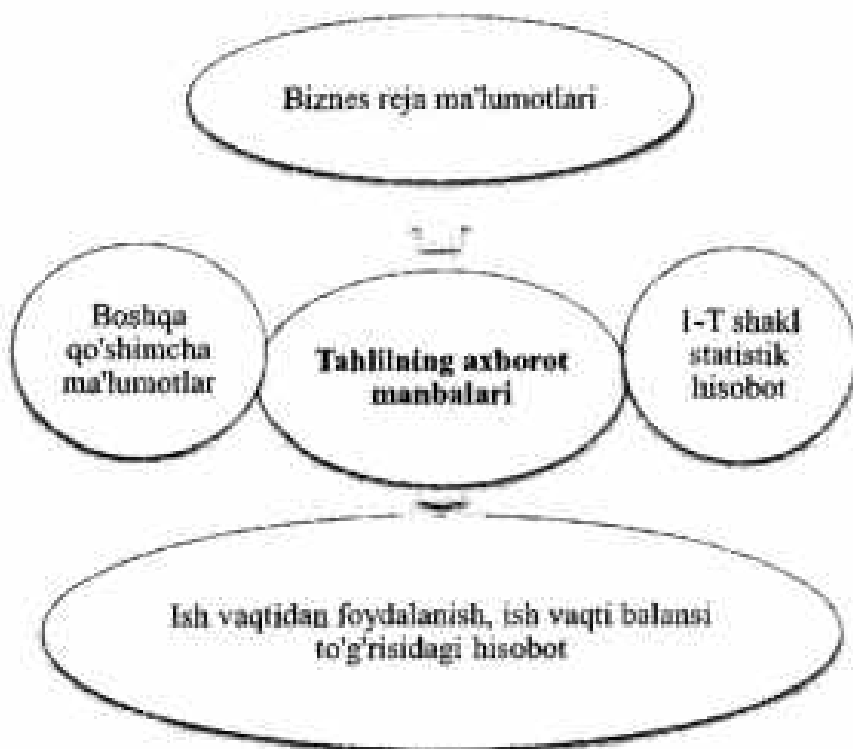 Biznes reja ma'lumotlari
Boshqa
qo'shimcha
ma'lumotlar
Tahlilning axborot
manbalari
1-T shakl
statistik
hisobot
Ish vaqtidan foydalanish, ish vaqti balansi
to'g'risidagi hisobot